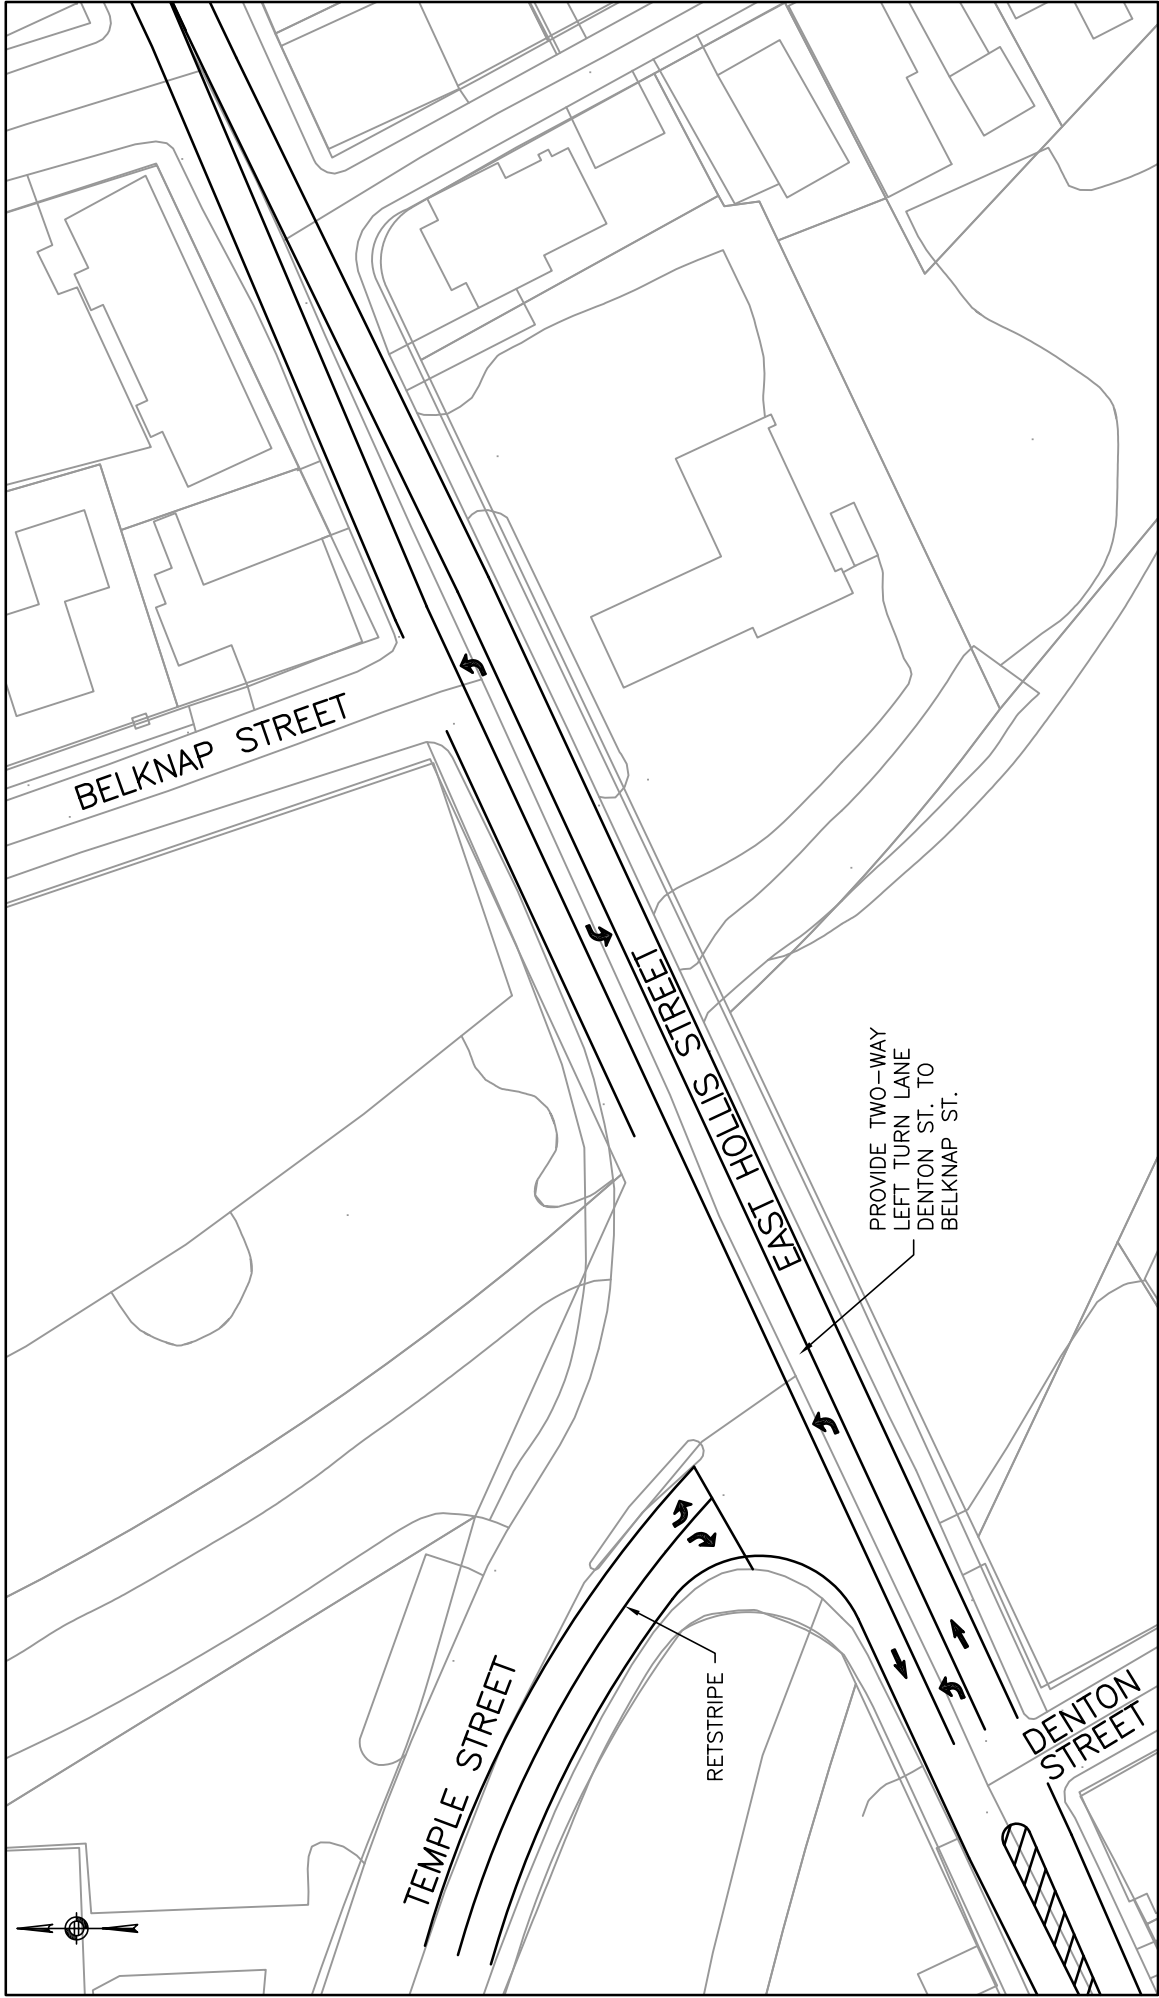 BELKNAP STREET
EAST HOLLIS STREET
PROVIDE TWO-WAY
LEFT TURN LANE
DENTON ST. TO
BELKNAP ST.
TEMPLE STREET
RETSTRIPE
DENTON
STREET